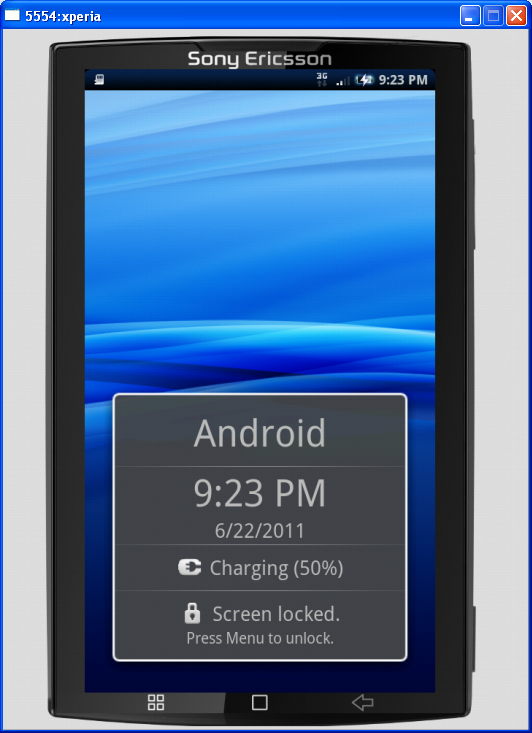 5554:xperia
Sony Ericsson
3G 9:23 PM
Android
9:23 PM
6/22/2011
Charging (50%)
Screen locked.
Press Menu to unlock.